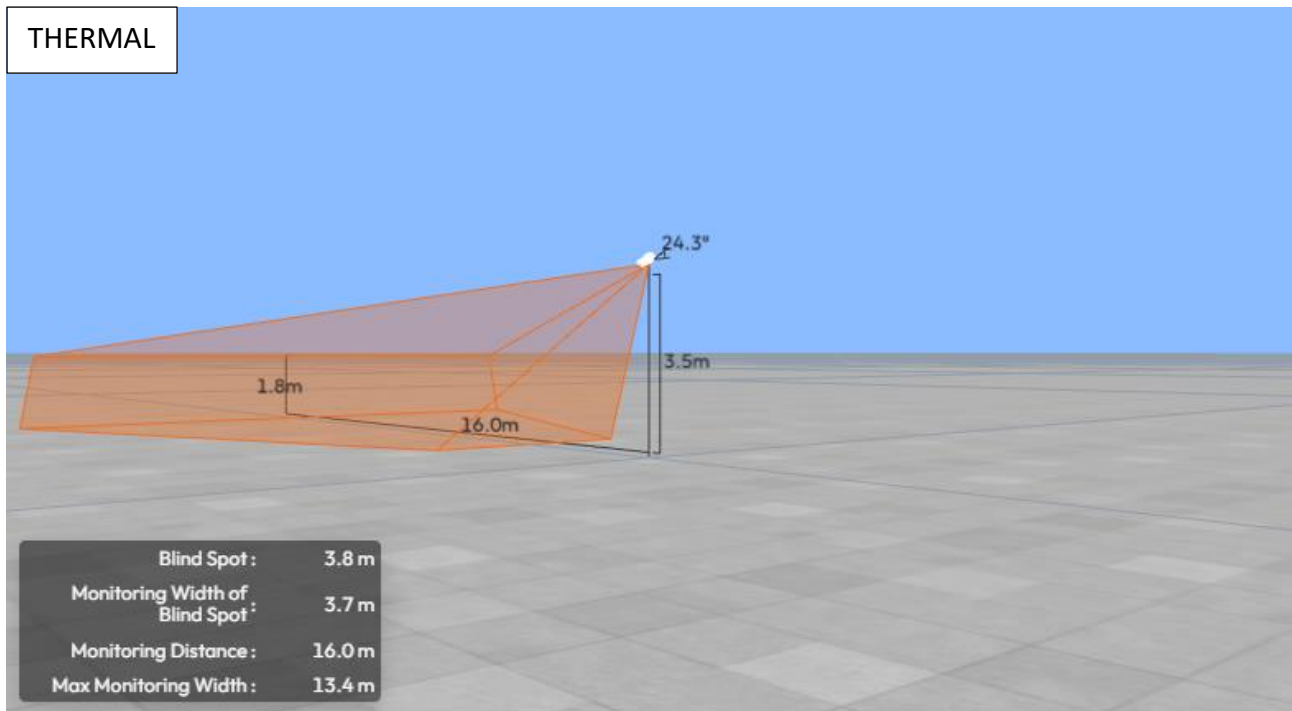 THERMAL
24.3°
3.5m
1.8m
16.0m
Blind Spot : 3.8 m
Monitoring Width of
Blind Spot : 3.7 m
Monitoring Distance : 16.0 m
Max Monitoring Width : 13.4 m